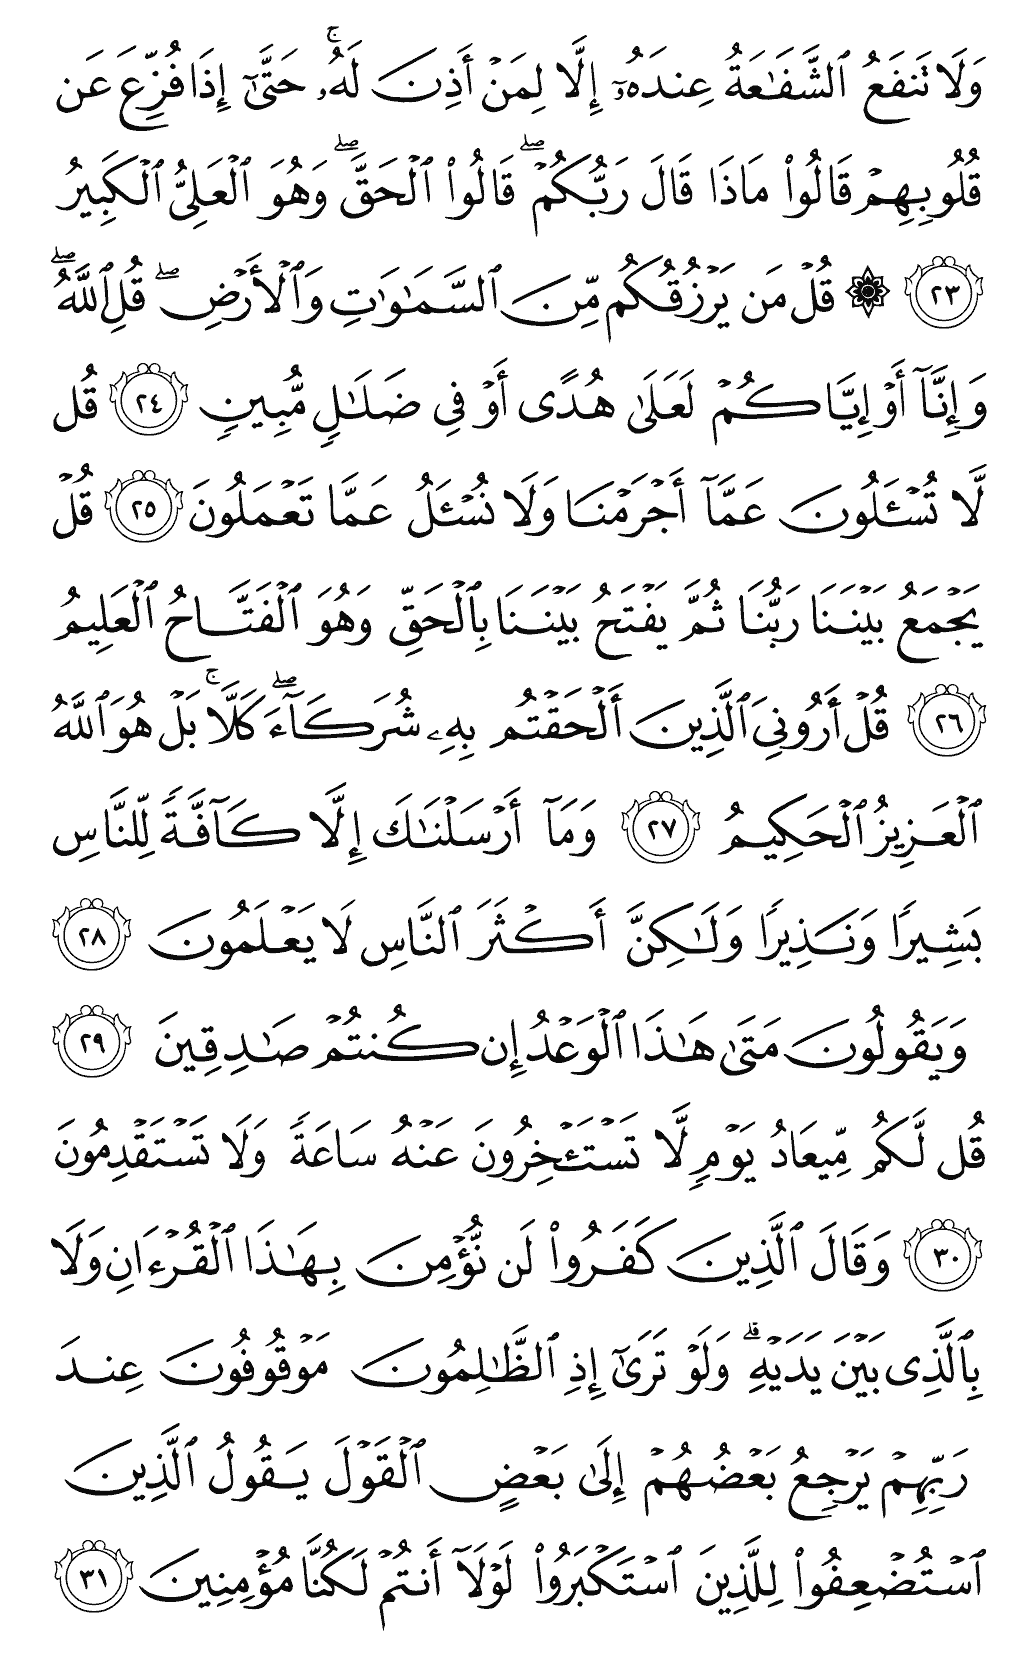 وَلَا تَنفَعُ ٱلشَّفَـٰعَةُ عِندَهُۥٓ إِلَّا لِمَنْ أَذِنَ لَهُۥ ۚ حَتَّىٰٓ إِذَا فُزِّعَ عَن
قُلُوبِهِمْ قَالُوا۟ مَاذَا قَالَ رَبُّكُمْ ۖ قَالُوا۟ ٱلْحَقَّ ۖ وَهُوَ ٱلْعَلِىُّ ٱلْكَبِيرُ
٢٣ ۞ قُلْ مَن يَرْزُقُكُم مِّنَ ٱلسَّمَـٰوَٰتِ وَٱلْأَرْضِ ۖ قُلِ ٱللَّهُ ۖ
وَإِنَّآ أَوْ إِيَّاكُمْ لَعَلَىٰ هُدًى أَوْ فِى ضَلَـٰلٍ مُّبِينٍ ٢٤ قُل
لَّا تُسْـَٔلُونَ عَمَّآ أَجْرَمْنَا وَلَا نُسْـَٔلُ عَمَّا تَعْمَلُونَ ٢٥ قُلْ
يَجْمَعُ بَيْنَنَا رَبُّنَا ثُمَّ يَفْتَحُ بَيْنَنَا بِٱلْحَقِّ وَهُوَ ٱلْفَتَّاحُ ٱلْعَلِيمُ
٢٦ قُلْ أَرُونِىَ ٱلَّذِينَ أَلْحَقْتُم بِهِۦ شُرَكَآءَ ۖ كَلَّا ۚ بَلْ هُوَ ٱللَّهُ
ٱلْعَزِيزُ ٱلْحَكِيمُ ٢٧ وَمَآ أَرْسَلْنَـٰكَ إِلَّا كَآفَّةً لِّلنَّاسِ
بَشِيرًا وَنَذِيرًا وَلَـٰكِنَّ أَكْثَرَ ٱلنَّاسِ لَا يَعْلَمُونَ ٢٨
وَيَقُولُونَ مَتَىٰ هَـٰذَا ٱلْوَعْدُ إِن كُنتُمْ صَـٰدِقِينَ ٢٩
قُل لَّكُم مِّيعَادُ يَوْمٍ لَّا تَسْتَـْٔخِرُونَ عَنْهُ سَاعَةً وَلَا تَسْتَقْدِمُونَ
٣٠ وَقَالَ ٱلَّذِينَ كَفَرُوا۟ لَن نُّؤْمِنَ بِهَـٰذَا ٱلْقُرْءَانِ وَلَا
بِٱلَّذِى بَيْنَ يَدَيْهِ ۗ وَلَوْ تَرَىٰٓ إِذِ ٱلظَّـٰلِمُونَ مَوْقُوفُونَ عِندَ
رَبِّهِمْ يَرْجِعُ بَعْضُهُمْ إِلَىٰ بَعْضٍ ٱلْقَوْلَ يَقُولُ ٱلَّذِينَ
ٱسْتُضْعِفُوا۟ لِلَّذِينَ ٱسْتَكْبَرُوا۟ لَوْلَآ أَنتُمْ لَكُنَّا مُؤْمِنِينَ ٣١